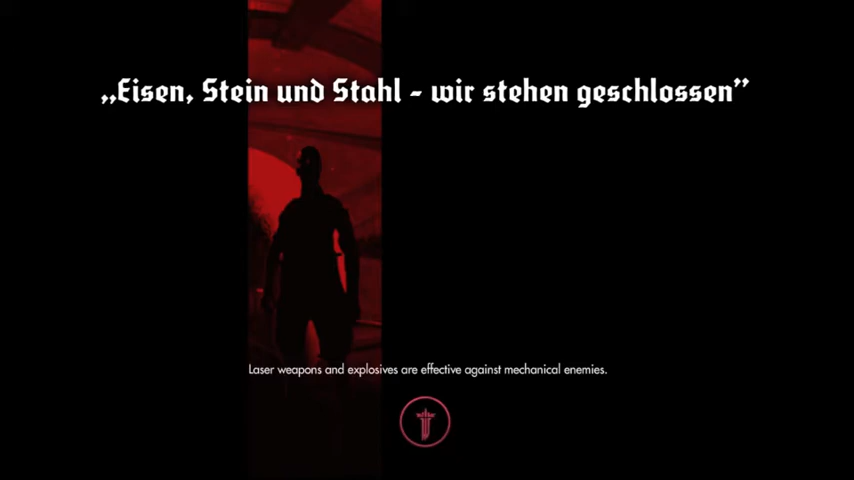 „Eisen, Stein und Stahl - wir stehen geschlossen”
Laser weapons and explosives are effective against mechanical enemies.